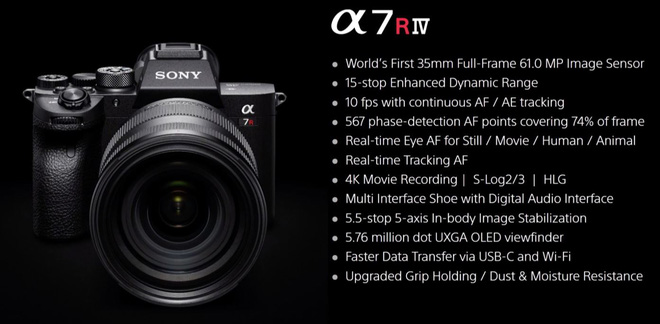 α7RIV
SONY
α
7R
World's First 35mm Full-Frame 61.0 MP Image Sensor
15-stop Enhanced Dynamic Range
10 fps with continuous AF / AE tracking
567 phase-detection AF points covering 74% of frame
Real-time Eye AF for Still / Movie / Human / Animal
Real-time Tracking AF
4K Movie Recording | S-Log2/3 | HLG
Multi Interface Shoe with Digital Audio Interface
5.5-stop 5-axis In-body Image Stabilization
5.76 million dot UXGA OLED viewfinder
Faster Data Transfer via USB-C and Wi-Fi
Upgraded Grip Holding / Dust & Moisture Resistance